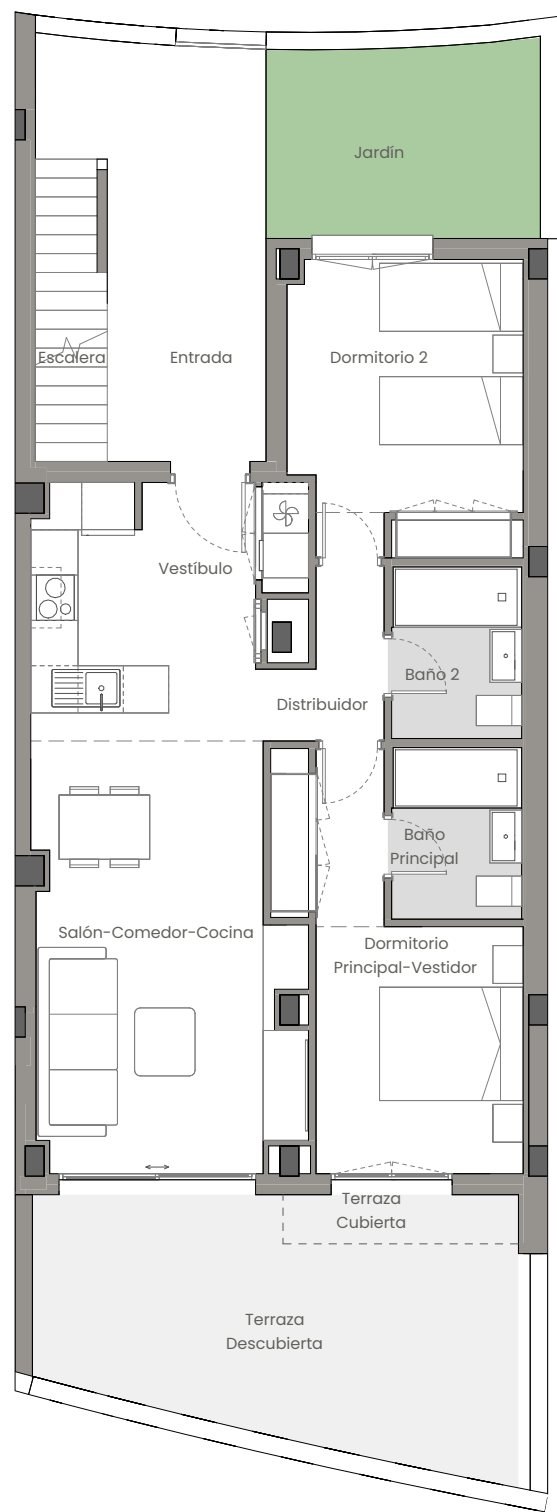 Jardín
Escalera
Entrada
Dormitorio 2
Vestíbulo
Baño 2
Distribuidor
Baño
Principal
Salón-Comedor-Cocina
Dormitorio
Principal-Vestidor
Terraza
Cubierta
Terraza
Descubierta